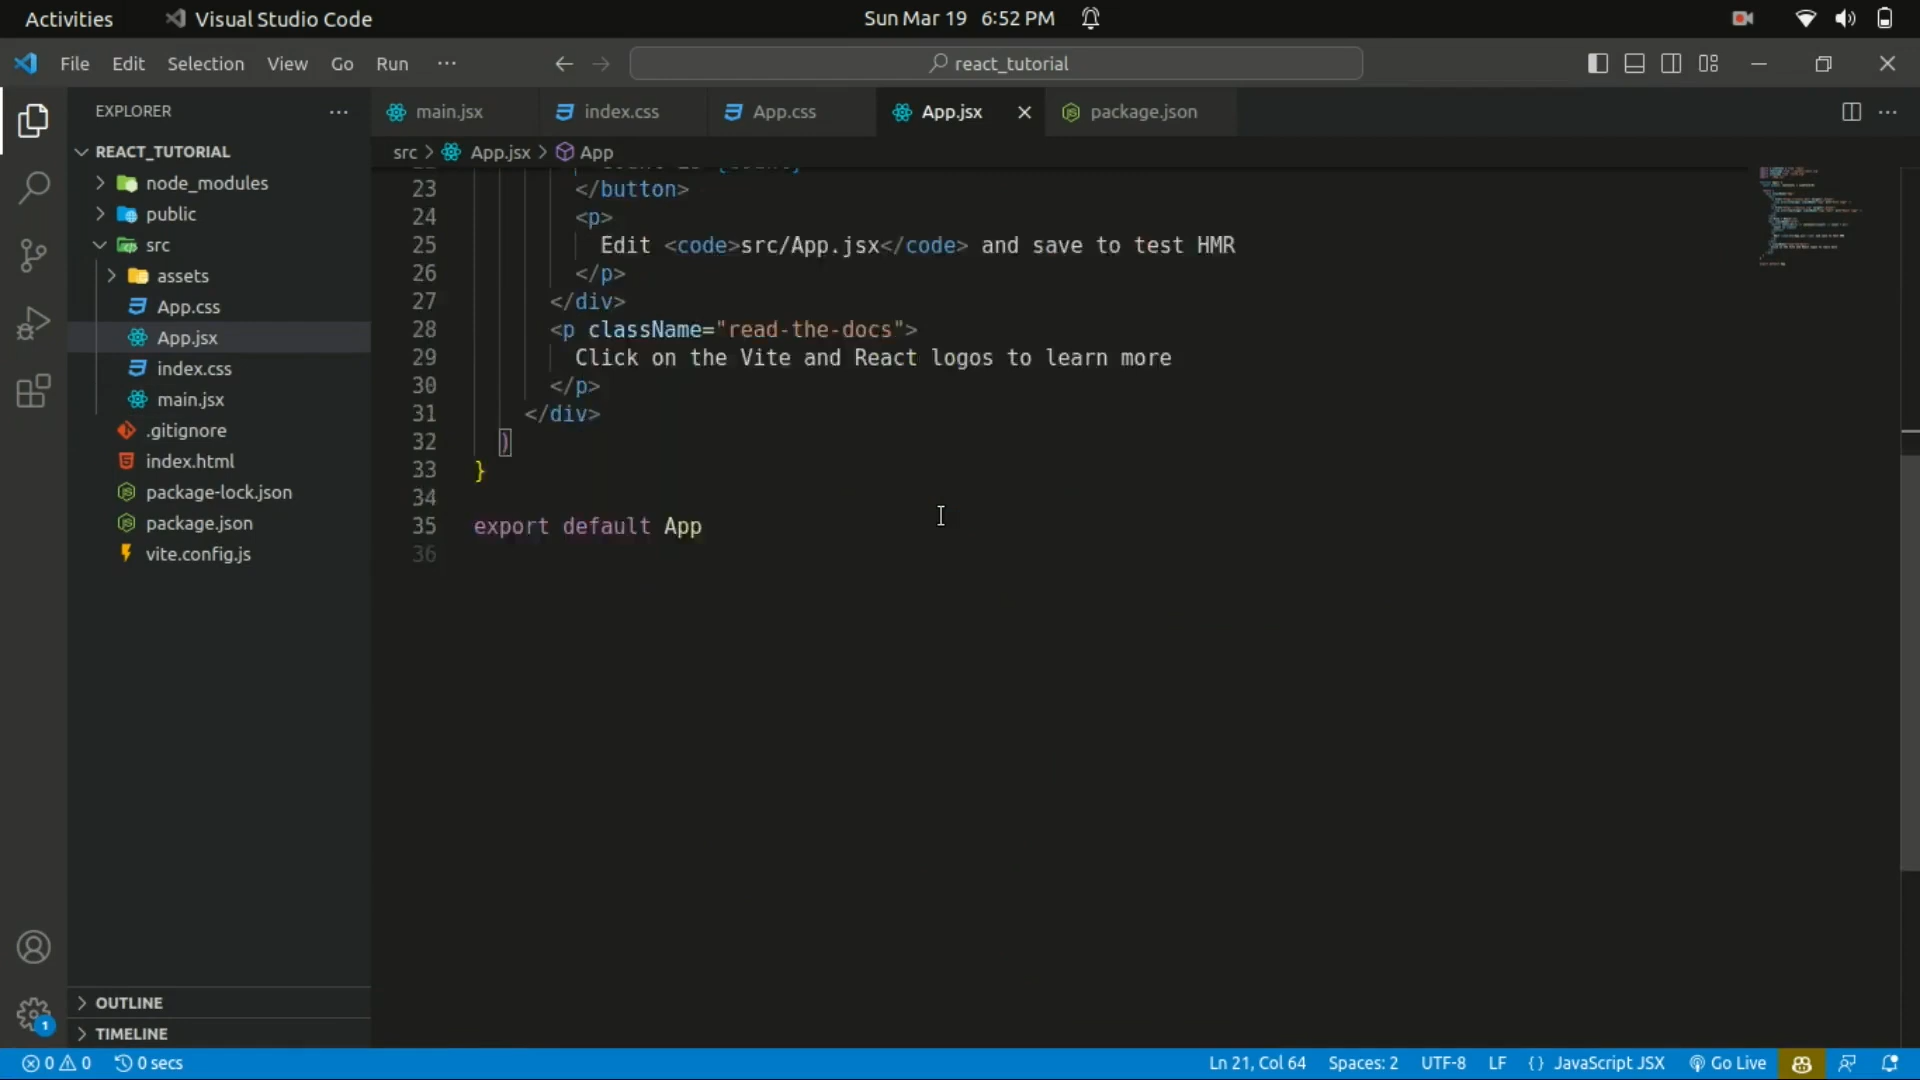 Activities Visual Studio Code Sun Mar 19 6:52 PM
File Edit Selection View Go Run ··· react_tutorial
EXPLORER ··· main.jsx index.css App.css App.jsx package.json ···
src > App.jsx > App
REACT_TUTORIAL
node_modules
public
src
assets
App.css
App.jsx
index.css
main.jsx
.gitignore
index.html
package-lock.json
package.json
vite.config.js
OUTLINE
TIMELINE
23 </button>
24 <p>
25 Edit <code>src/App.jsx</code> and save to test HMR
26 </p>
27 </div>
28 <p className="read-the-docs">
29 Click on the Vite and React logos to learn more
30 </p>
31 </div>
32 )
33 }
34
35 export default App
36
1
0 0 0 secs Ln 21, Col 64 Spaces: 2 UTF-8 LF {} JavaScript JSX Go Live